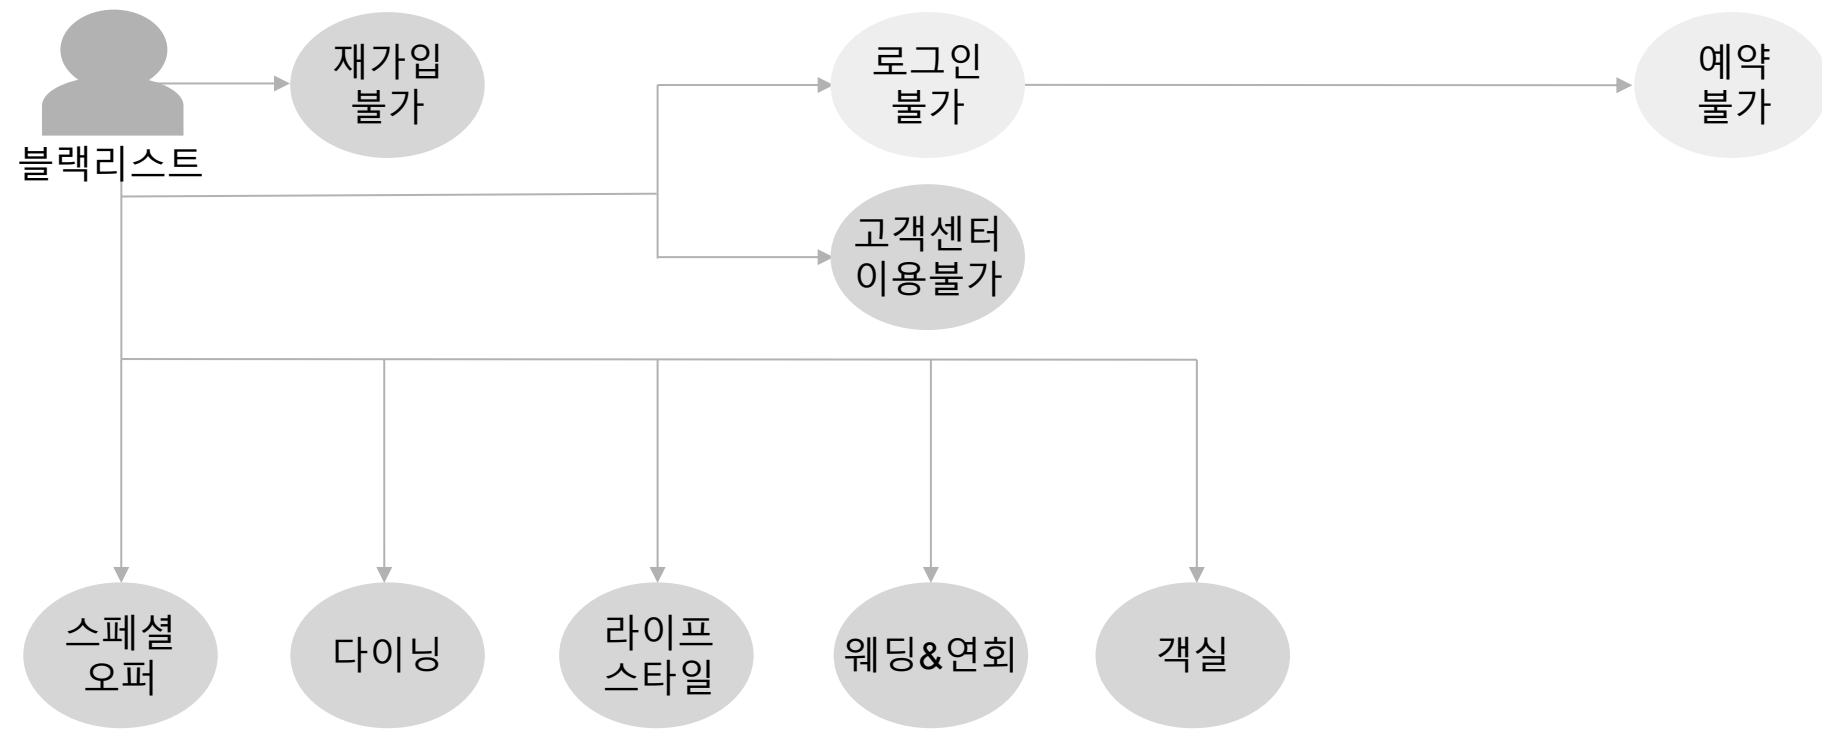 재가입
불가
로그인
불가
예약
불가
블랙리스트
고객센터
이용불가
스페셜
오퍼
다이닝
라이프
스타일
웨딩&연회
객실